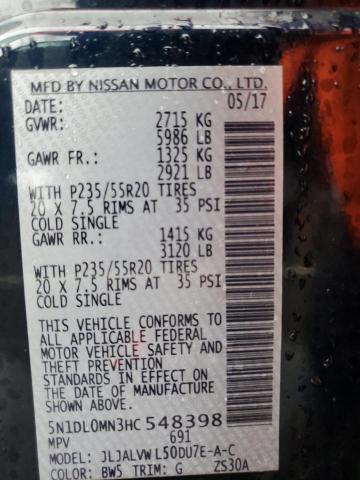 MFD BY NISSAN MOTOR CO., LTD.
DATE: 05/17
GVWR: 2715 KG
5986 LB
GAWR FR.: 1325 KG
2921 LB
WITH P235/55R20 TIRES
20 X 7.5 RIMS AT 35 PSI
COLD SINGLE
GAWR RR.: 1415 KG
3120 LB
WITH P235/55R20 TIRES
20 X 7.5 RIMS AT 35 PSI
COLD SINGLE
THIS VEHICLE CONFORMS TO
ALL APPLICABLE FEDERAL
MOTOR VEHICLE SAFETY AND
THEFT PREVENTION
STANDARDS IN EFFECT ON
THE DATE OF MANUFACTURE
SHOWN ABOVE.
5N1DL0MN3HC548398
MPV 691
MODEL: JLJALVWL50DU7E-A-C
COLOR: BW5 TRIM: G ZS30A